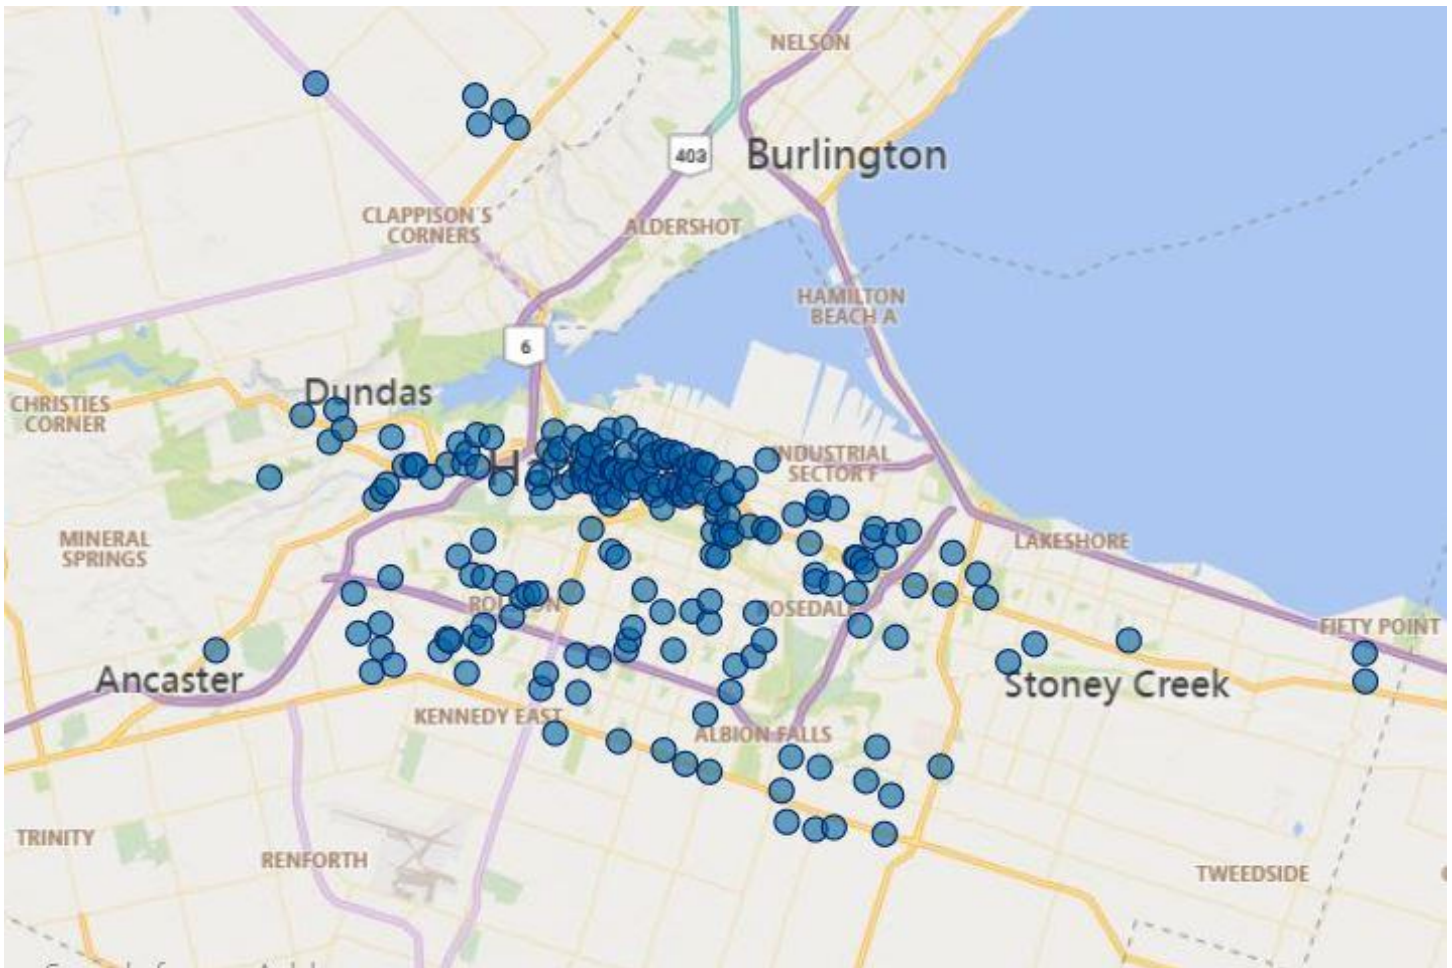 NELSON
403
Burlington
CLAPPISON'S
CORNERS
ALDERSHOT
HAMILTON
BEACH A
6
Dundas
CHRISTIES
CORNER
INDUSTRIAL
SECTOR F
MINERAL
SPRINGS
LAKESHORE
FIFTY POINT
Ancaster
Stoney Creek
KENNEDY EAST
ALBION FALLS
TRINITY
RENFORTH
TWEEDSIDE